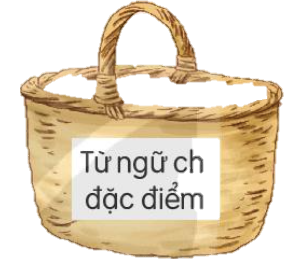 Từ ngữ ch
đặc điểm